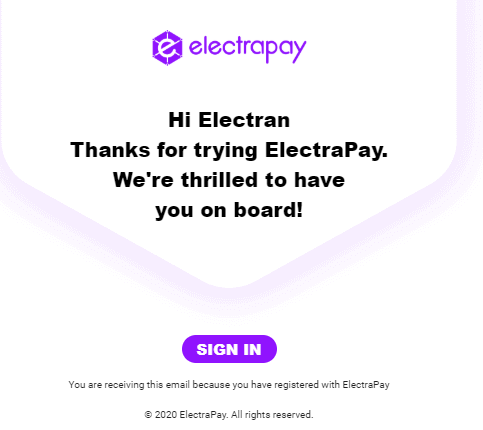 electrapay
Hi Electran
Thanks for trying ElectraPay.
We're thrilled to have
you on board!
SIGN IN
You are receiving this email because you have registered with ElectraPay
© 2020 ElectraPay. All rights reserved.